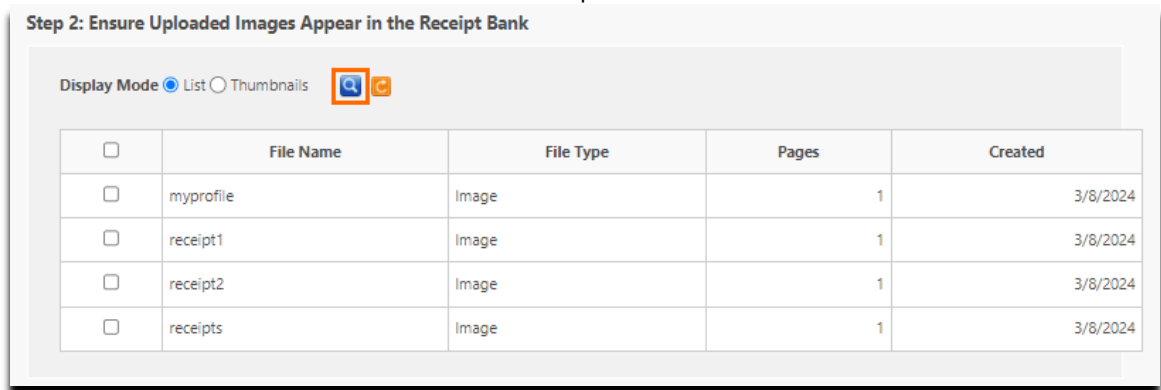 Step 2: Ensure Uploaded Images Appear in the Receipt Bank
Display Mode List Thumbnails
File Name File Type Pages Created
myprofile Image 1 3/8/2024
receipt1 Image 1 3/8/2024
receipt2 Image 1 3/8/2024
receipts Image 1 3/8/2024